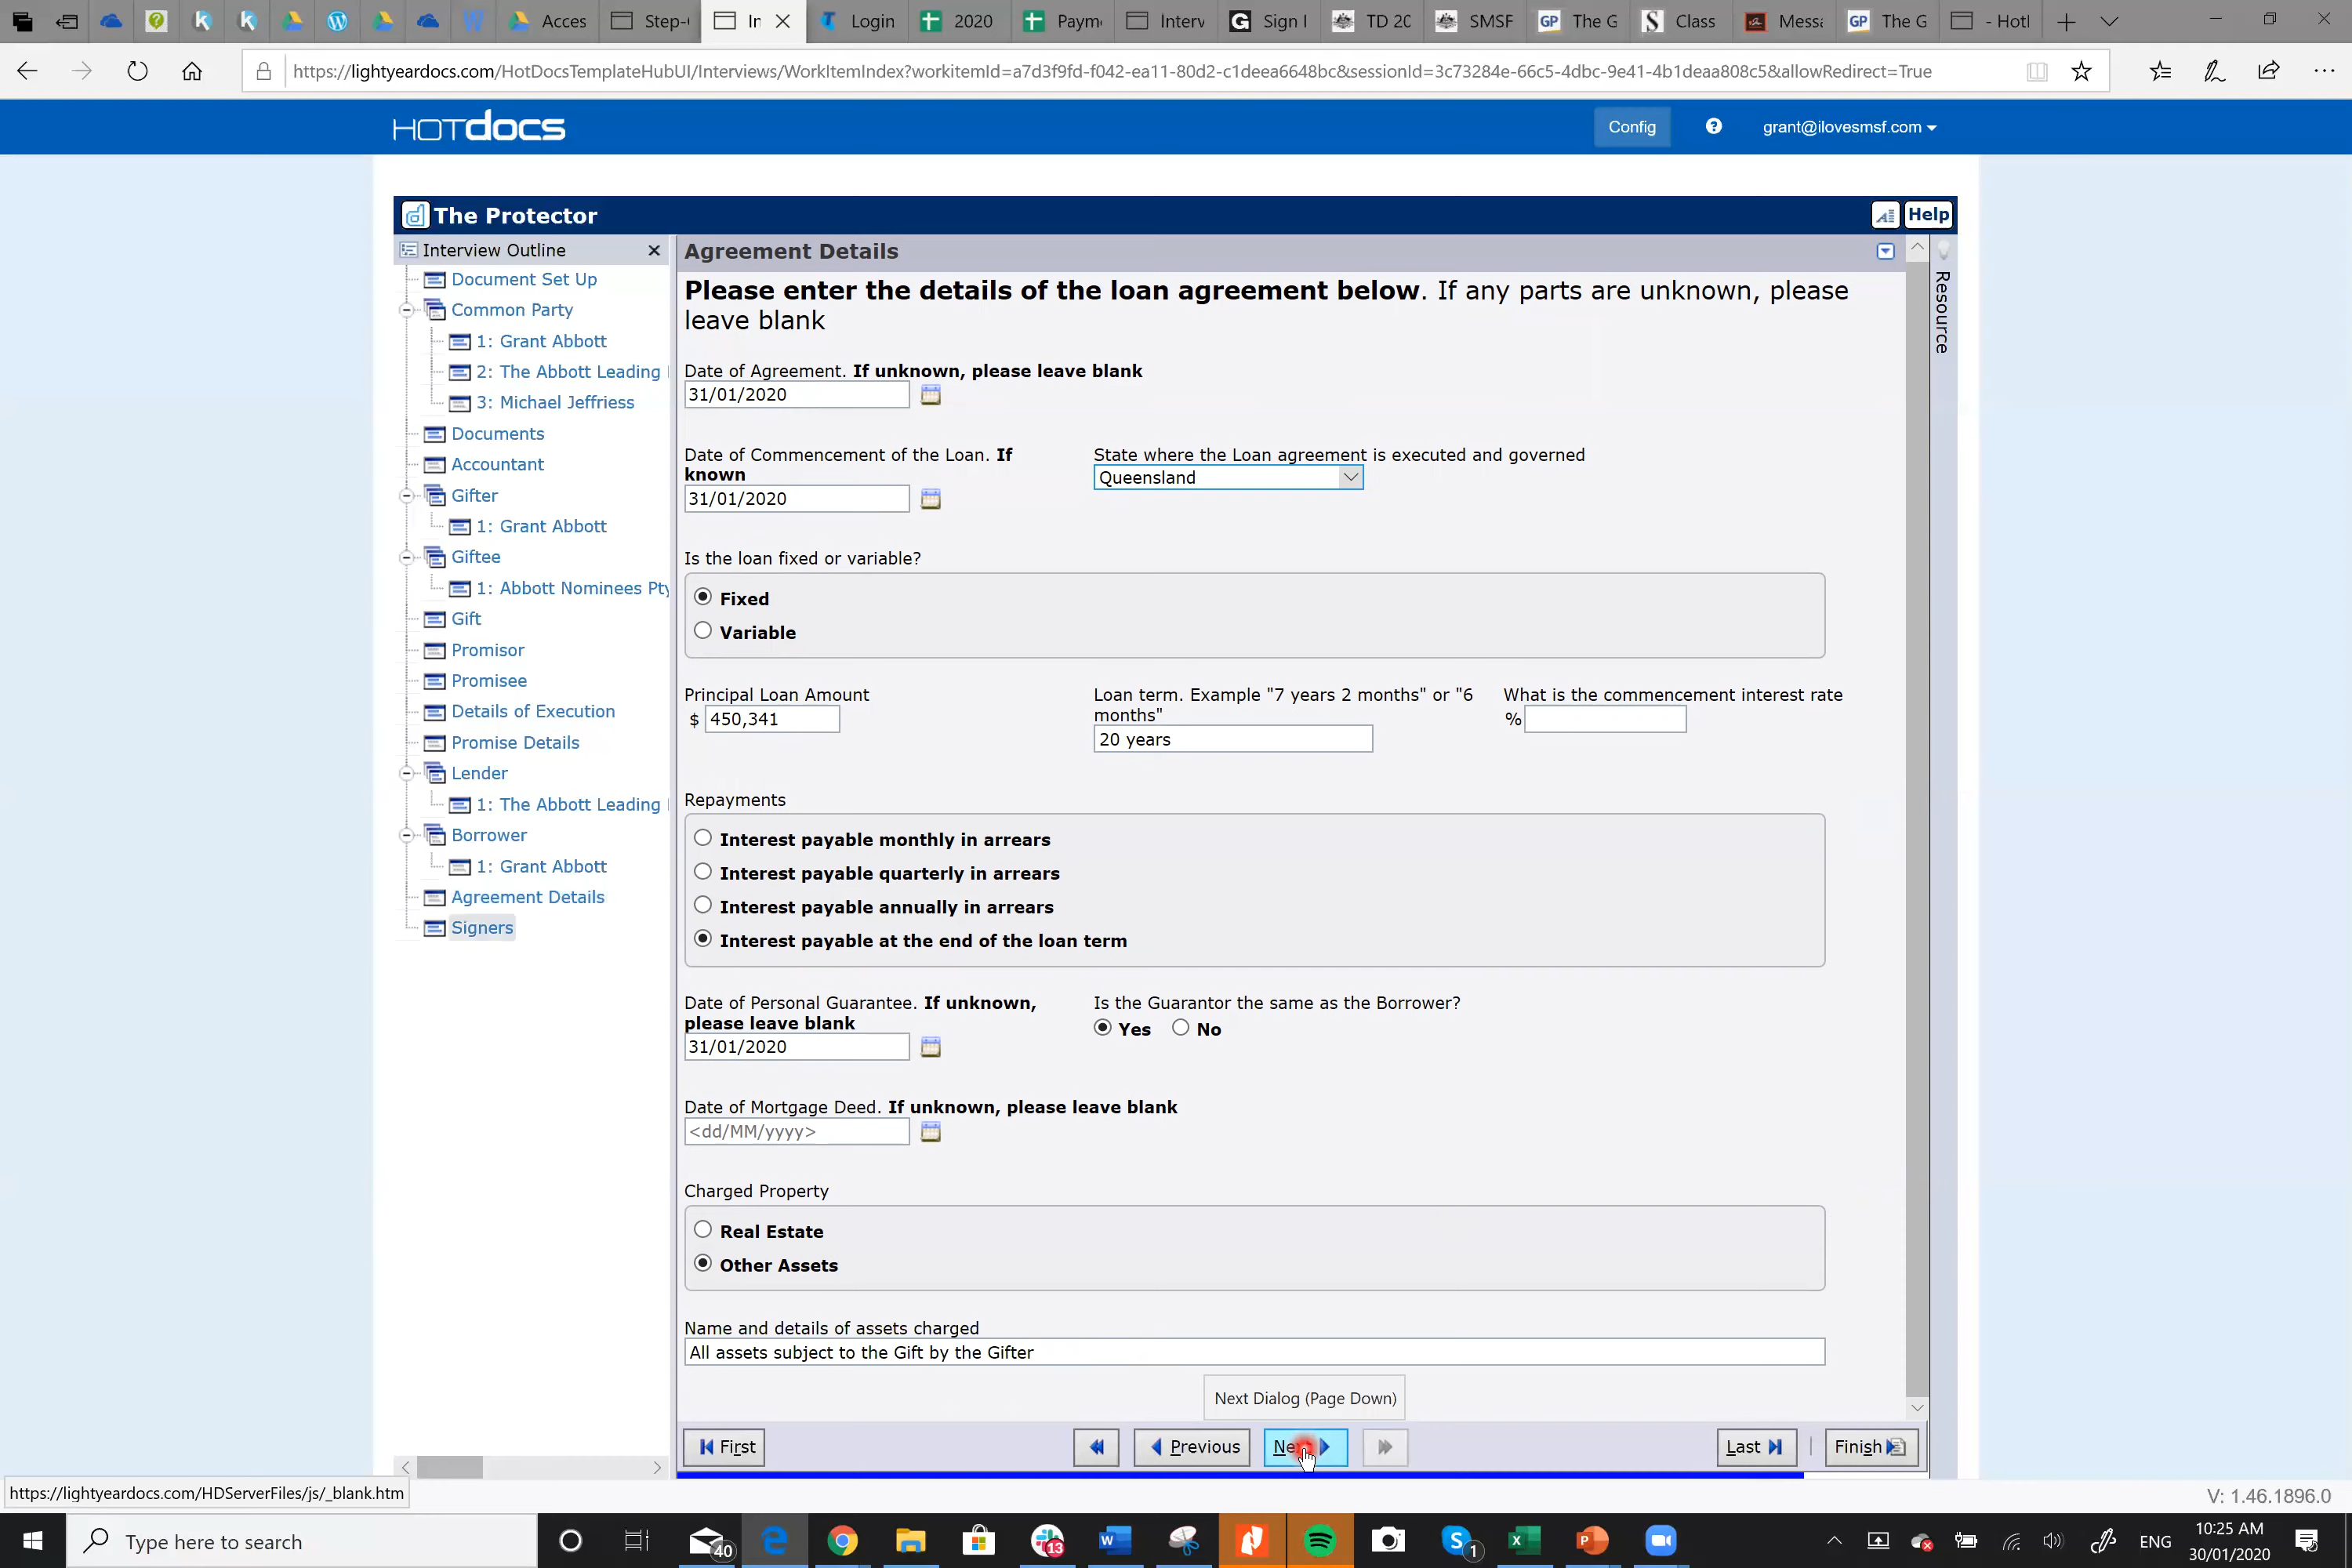 Acces
Step-
In
Login
2020
Payme
Interv
Sign I
TD 20
SMSF
The G
Class
Messa
The G
- Hotl
https://lightyeardocs.com/HotDocsTemplateHubUI/Interviews/WorkItemIndex?workitemId=a7d3f9fd-f042-ea11-80d2-c1deea6648bc&sessionId=3c73284e-66c5-4dbc-9e41-4b1deaa808c5&allowRedirect=True
HOTDOCS
Config
grant@ilovesmsf.com
The Protector
Help
Interview Outline
Document Set Up
Common Party
1: Grant Abbott
2: The Abbott Leading
3: Michael Jeffriess
Documents
Accountant
Gifter
1: Grant Abbott
Giftee
1: Abbott Nominees Pty
Gift
Promisor
Promisee
Details of Execution
Promise Details
Lender
1: The Abbott Leading
Borrower
1: Grant Abbott
Agreement Details
Signers
Agreement Details
Resource
Please enter the details of the loan agreement below. If any parts are unknown, please
leave blank
Date of Agreement. If unknown, please leave blank
31/01/2020
Date of Commencement of the Loan. If
known
31/01/2020
State where the Loan agreement is executed and governed
Queensland
Is the loan fixed or variable?
Fixed
Variable
Principal Loan Amount
$ 450,341
Loan term. Example "7 years 2 months" or "6
months"
20 years
What is the commencement interest rate
%
Repayments
Interest payable monthly in arrears
Interest payable quarterly in arrears
Interest payable annually in arrears
Interest payable at the end of the loan term
Date of Personal Guarantee. If unknown,
please leave blank
31/01/2020
Is the Guarantor the same as the Borrower?
Yes No
Date of Mortgage Deed. If unknown, please leave blank
<dd/MM/yyyy>
Charged Property
Real Estate
Other Assets
Name and details of assets charged
All assets subject to the Gift by the Gifter
Next Dialog (Page Down)
First
Previous
Next
Last
Finish
https://lightyeardocs.com/HDServerFiles/js/_blank.htm
V: 1.46.1896.0
Type here to search
40
13
1
ENG
10:25 AM
30/01/2020